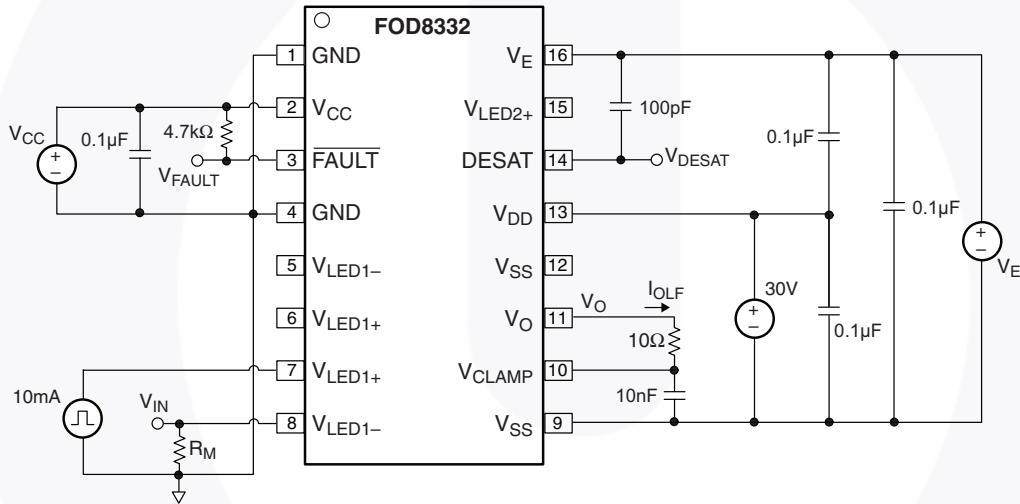 FOD8332
1 GND
2 VCC
3 FAULT
4 GND
5 VLED1–
6 VLED1+
7 VLED1+
8 VLED1–
VE 16
VLED2+ 15
DESAT 14
VDD 13
VSS 12
VO 11
VCLAMP 10
VSS 9
VCC
+
–
0.1µF
4.7kΩ
VFAULT
10mA
VIN
RM
100pF
VDESAT
0.1µF
0.1µF
+
–
VE
30V
+
–
0.1µF
VO
IOLF
10Ω
10nF